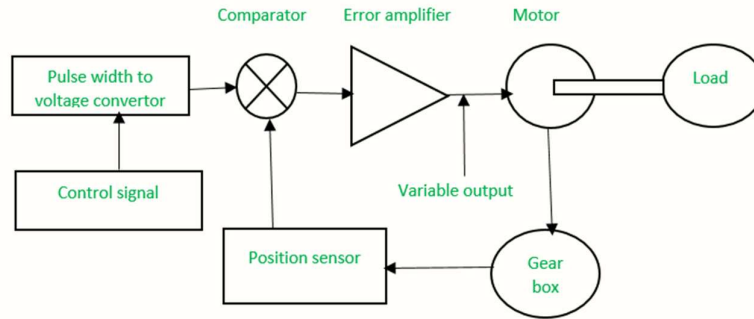 Comparator
Error amplifier
Motor
Pulse width to
voltage convertor
Load
Control signal
Variable output
Position sensor
Gear
box